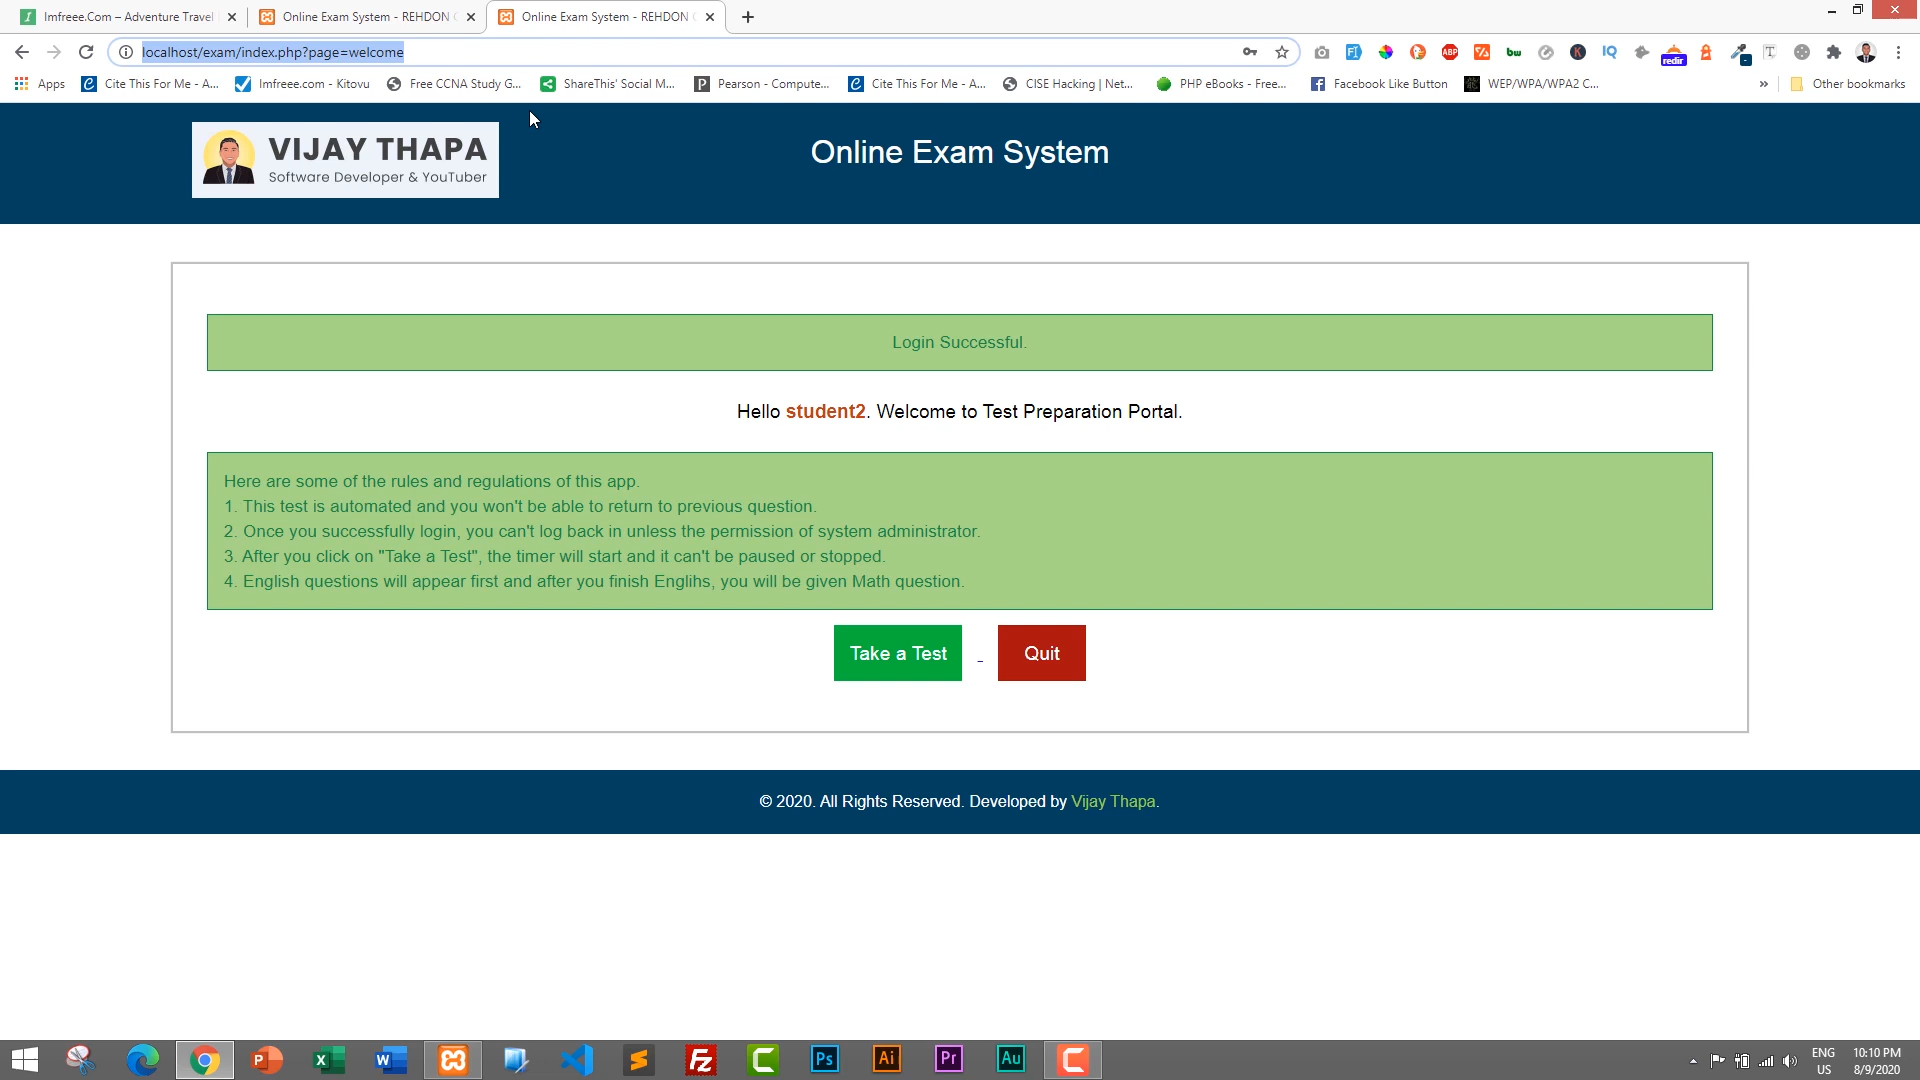 Imfreee.Com – Adventure Travel
Online Exam System - REHDON
Online Exam System - REHDON
localhost/exam/index.php?page=welcome
ABP
bw
K
IQ
redir
T
Apps
Cite This For Me - A...
Imfreee.com - Kitovu
Free CCNA Study G...
ShareThis' Social M...
Pearson - Compute...
Cite This For Me - A...
CISE Hacking | Net...
PHP eBooks - Free...
Facebook Like Button
WEP/WPA/WPA2 C...
»
Other bookmarks
VIJAY THAPA
Software Developer & YouTuber
Online Exam System
Login Successful.
Hello student2. Welcome to Test Preparation Portal.
Here are some of the rules and regulations of this app.
1. This test is automated and you won't be able to return to previous question.
2. Once you successfully login, you can't log back in unless the permission of system administrator.
3. After you click on "Take a Test", the timer will start and it can't be paused or stopped.
4. English questions will appear first and after you finish Englihs, you will be given Math question.
Take a Test - Quit
© 2020. All Rights Reserved. Developed by Vijay Thapa.
Ps
Ai
Pr
Au
ENG
US
10:10 PM
8/9/2020